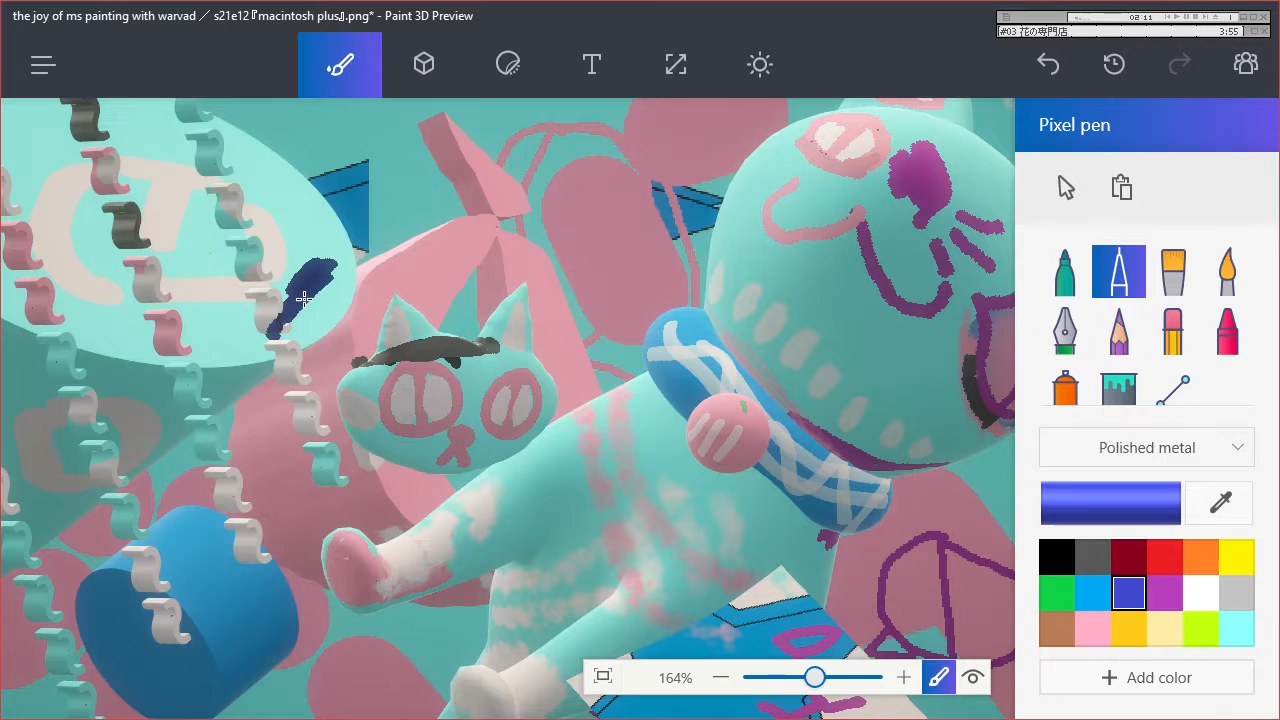 the joy of ms painting with warvad ／ s21e12『macintosh plus』.png* - Paint 3D Preview
02:11
#03 花の専門店
3:55
T
Pixel pen
Polished metal
164%
Add color